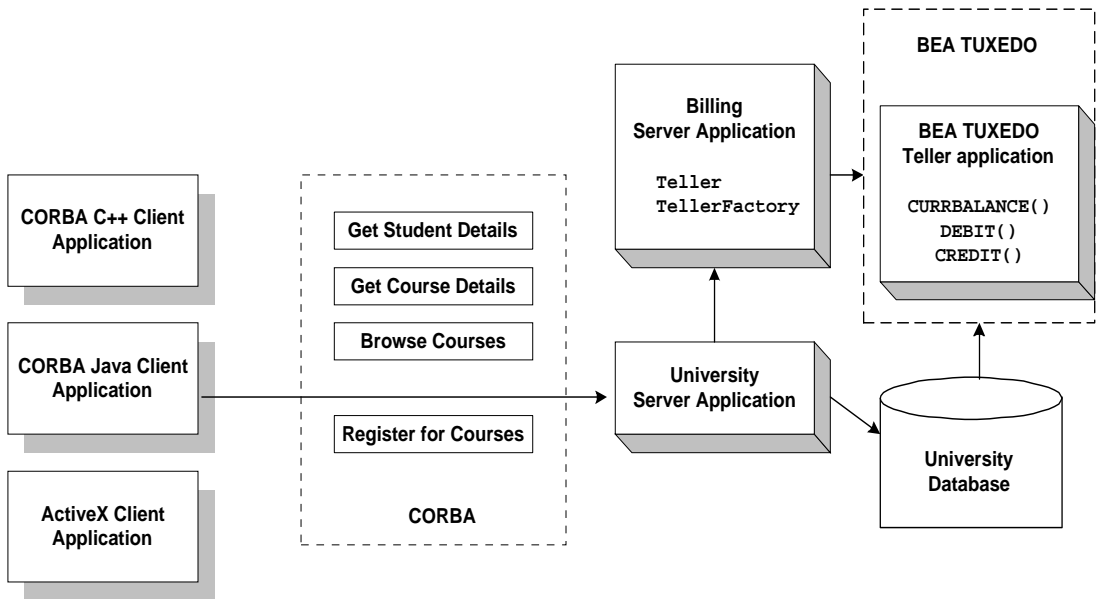 CORBA C++ Client
Application
CORBA Java Client
Application
ActiveX Client
Application
Get Student Details
Get Course Details
Browse Courses
Register for Courses
CORBA
Billing
Server Application
Teller
TellerFactory
University
Server Application
BEA TUXEDO
BEA TUXEDO
Teller application
CURRBALANCE()
DEBIT()
CREDIT()
University
Database